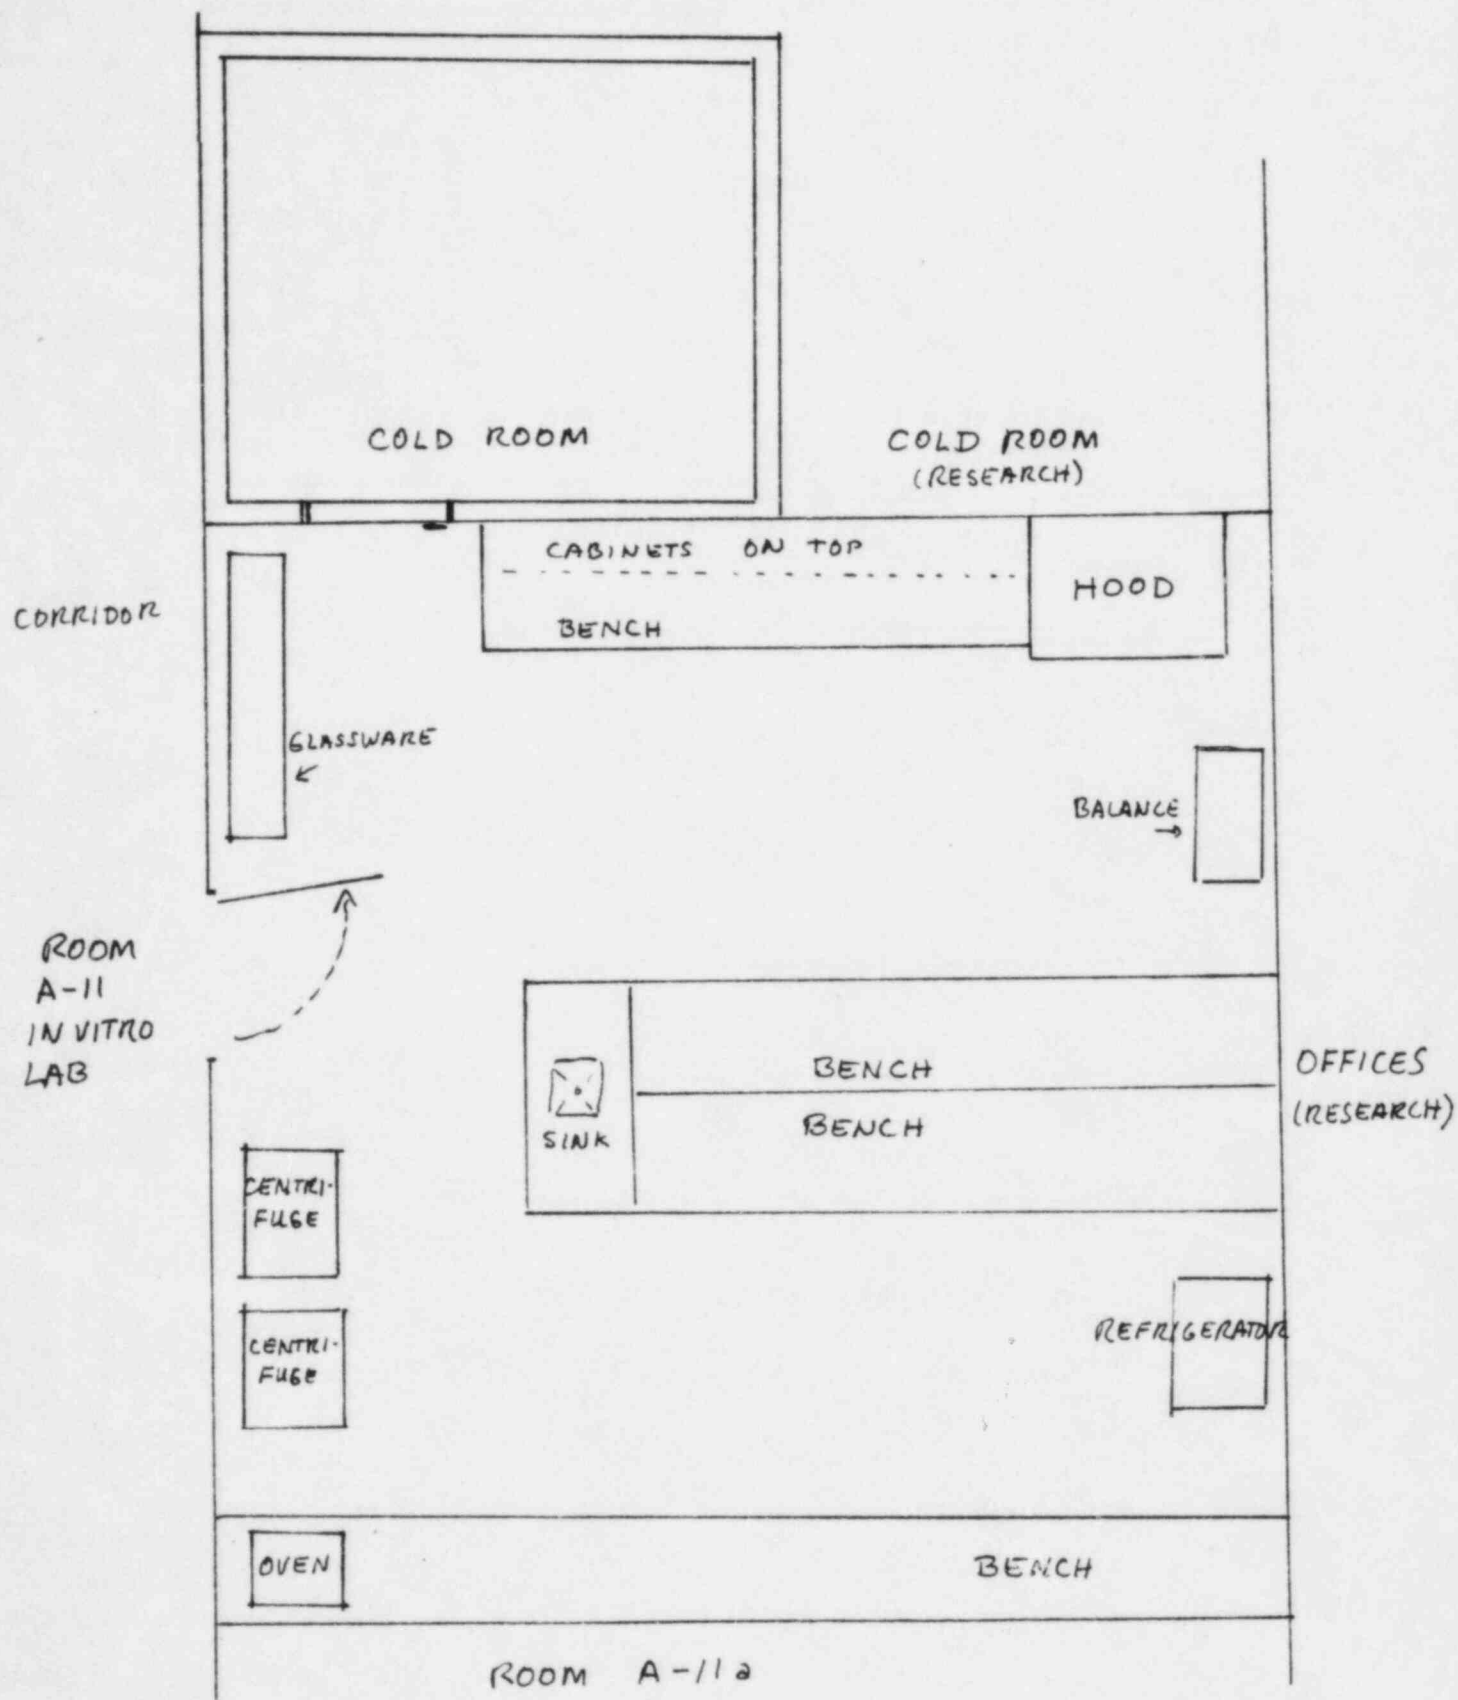 COLD ROOM
COLD ROOM
(RESEARCH)
CABINETS ON TOP
HOOD
BENCH
CORRIDOR
GLASSWARE
BALANCE
ROOM
A-11
IN VITRO
LAB
BENCH
BENCH
SINK
OFFICES
(RESEARCH)
CENTRI-
FUGE
CENTRI-
FUGE
REFRIGERATOR
OVEN
BENCH
ROOM A-11a